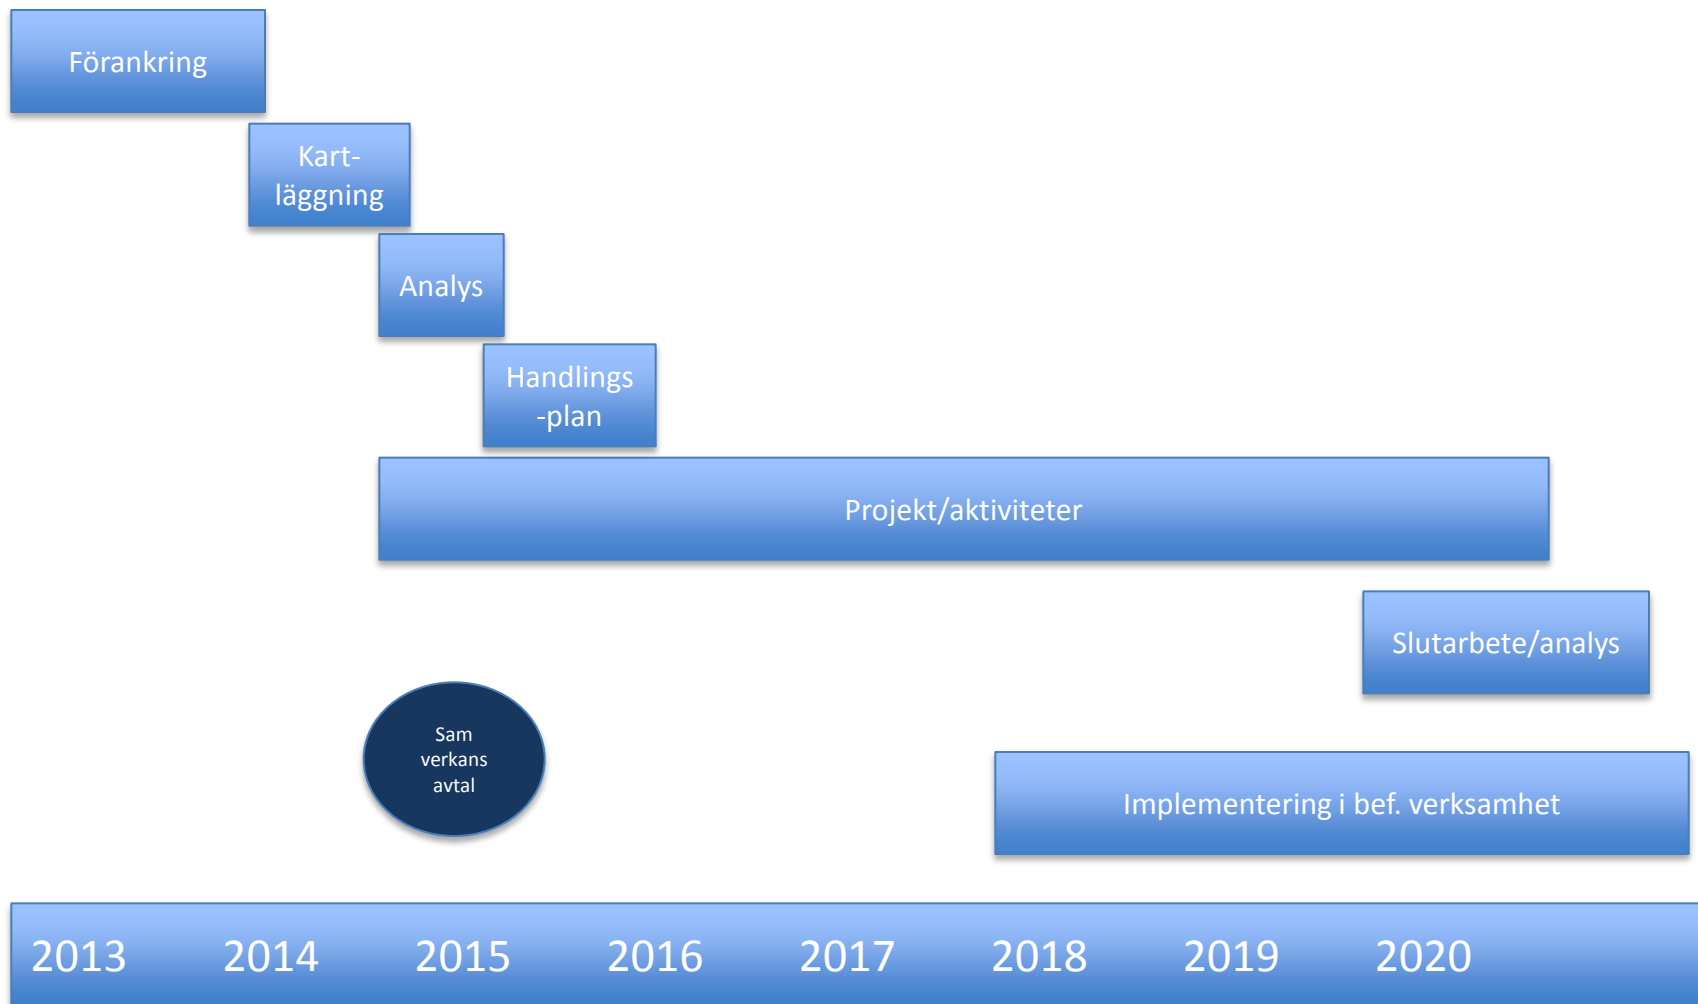 Förankring
Kart-
läggning
Analys
Handlings
-plan
Projekt/aktiviteter
Slutarbete/analys
Sam
verkans
avtal
Implementering i bef. verksamhet
2013 2014 2015 2016 2017 2018 2019 2020